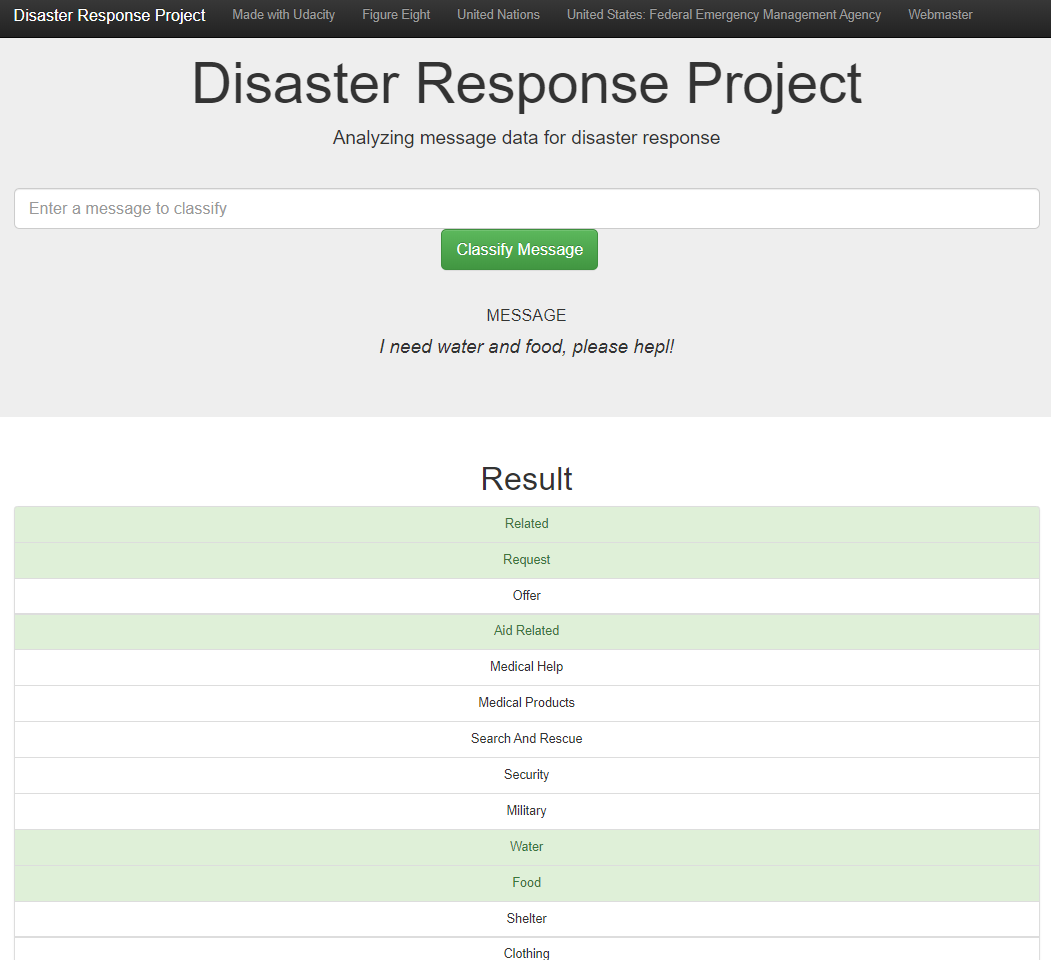 Disaster Response Project Made with Udacity Figure Eight United Nations United States: Federal Emergency Management Agency Webmaster
Disaster Response Project
Analyzing message data for disaster response
Enter a message to classify
Classify Message
MESSAGE
I need water and food, please hepl!
Result
Related
Request
Offer
Aid Related
Medical Help
Medical Products
Search And Rescue
Security
Military
Water
Food
Shelter
Clothing